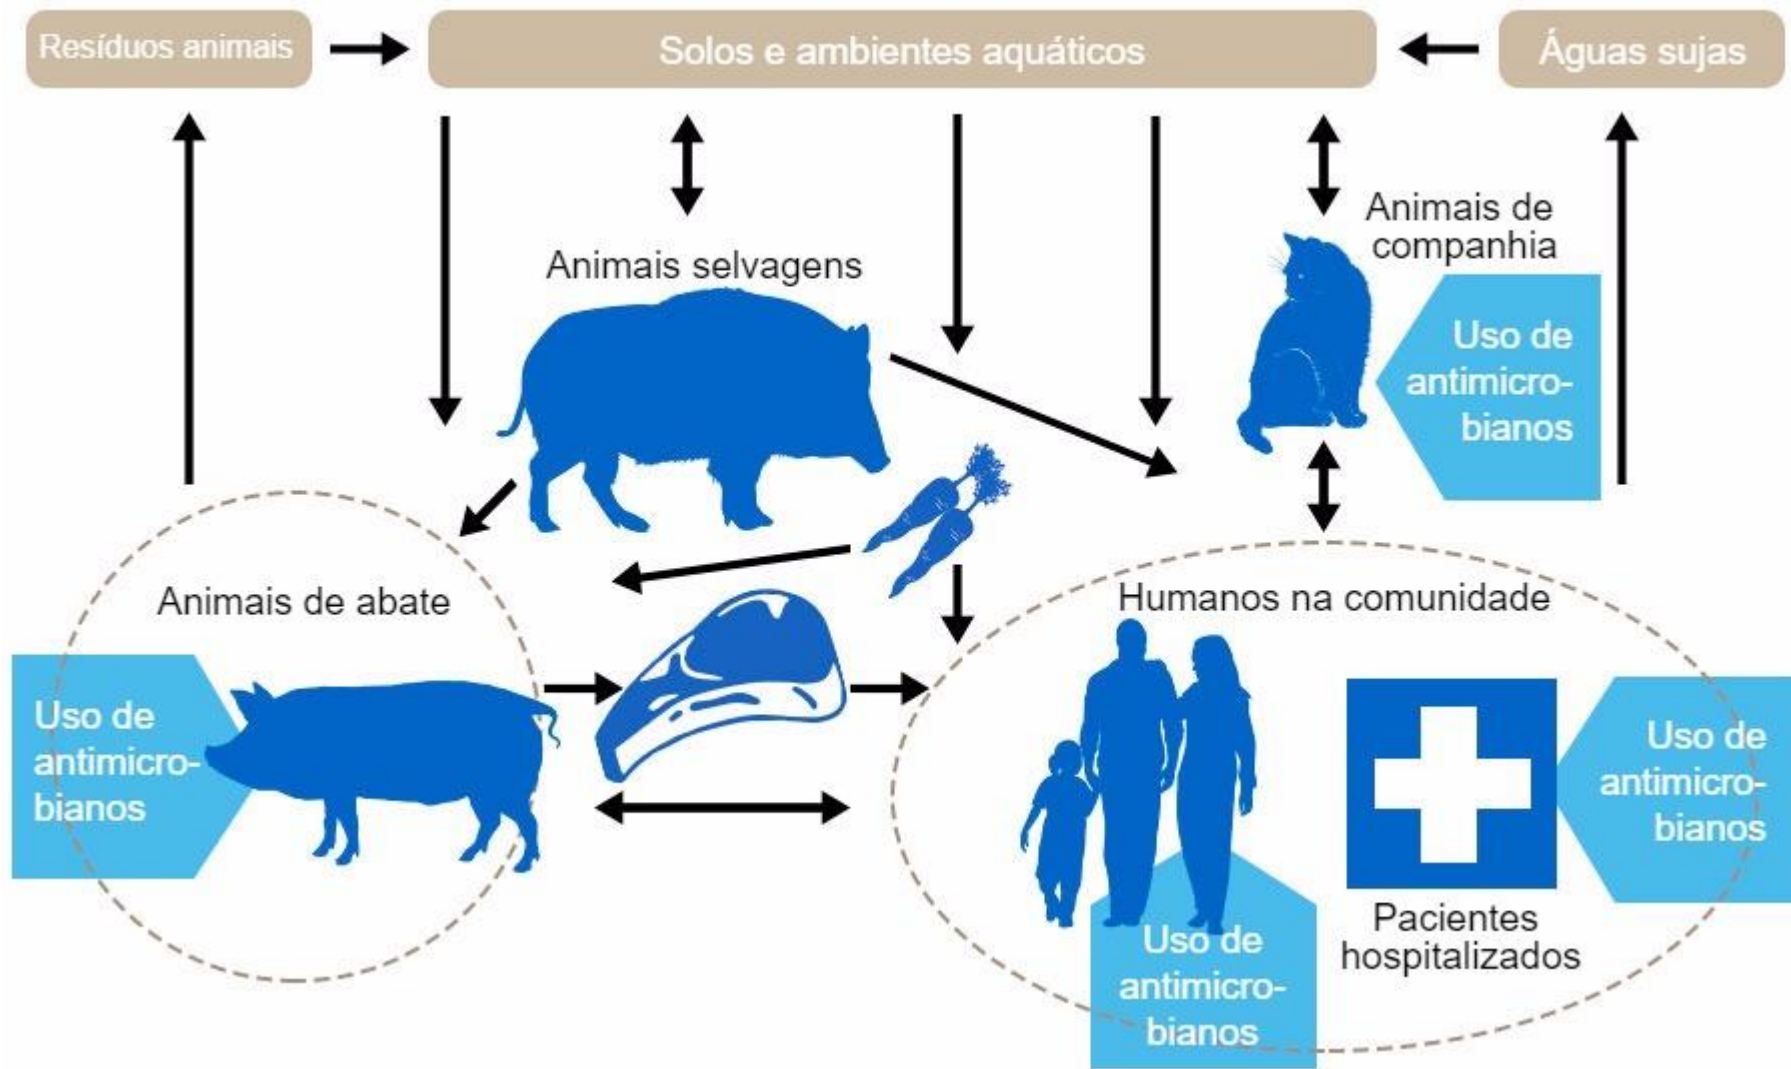 Resíduos animais
Solos e ambientes aquáticos
Águas sujas
Animais de
companhia
Animais selvagens
Uso de
antimicro-
bianos
Animais de abate
Humanos na comunidade
Uso de
antimicro-
bianos
Uso de
antimicro-
bianos
Pacientes
hospitalizados
Uso de
antimicro-
bianos